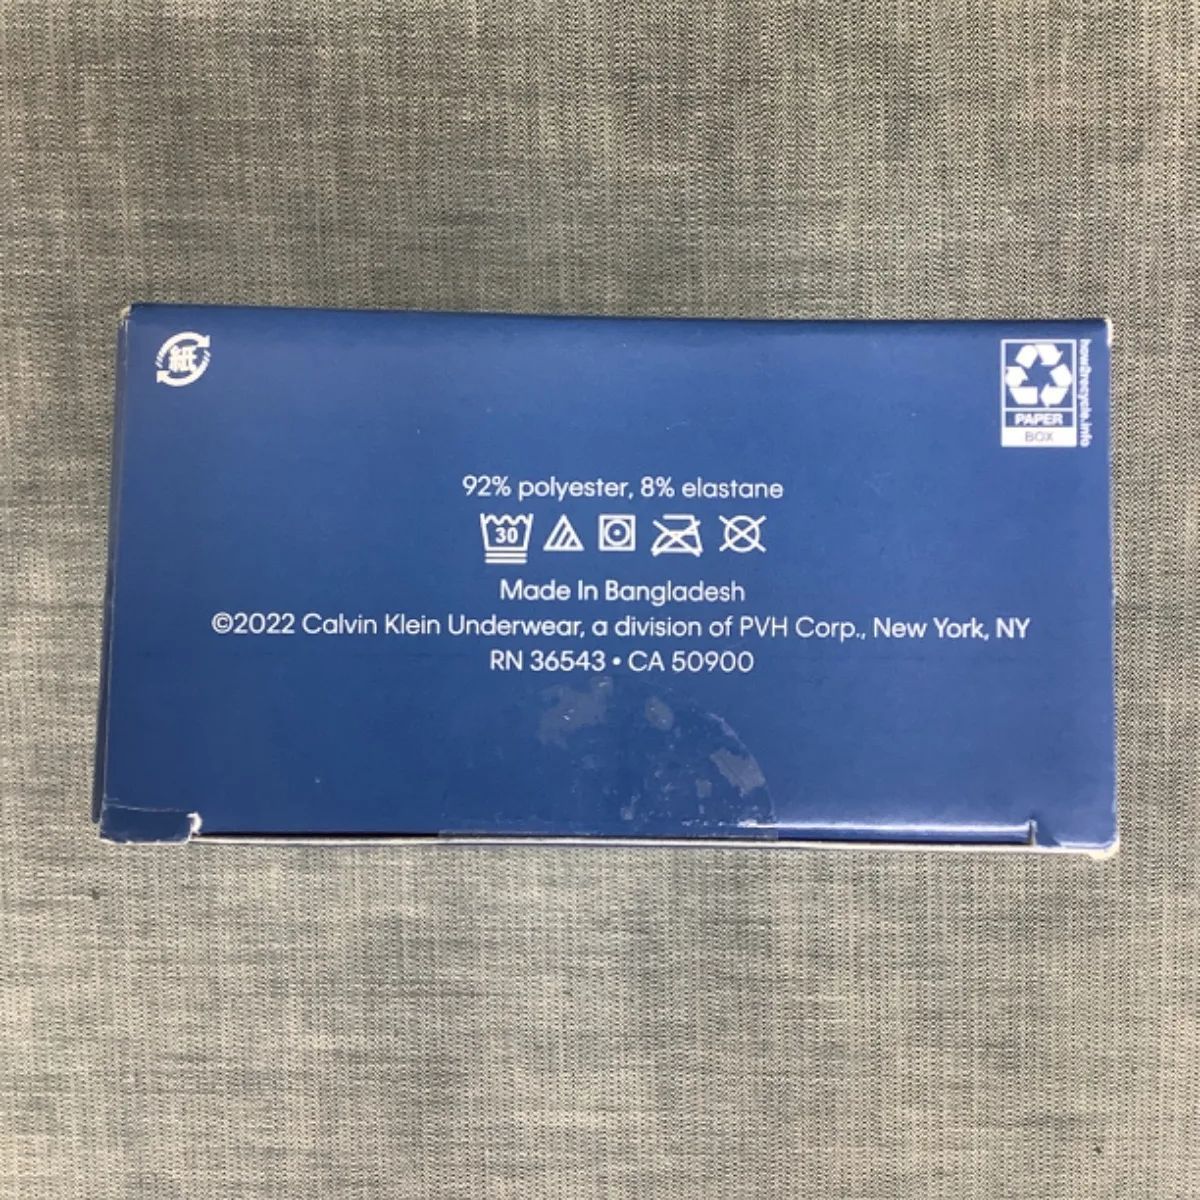 紙
PAPER
BOX
how2recycle.info
92% polyester, 8% elastane
30
Made In Bangladesh
©2022 Calvin Klein Underwear, a division of PVH Corp., New York, NY
RN 36543 • CA 50900